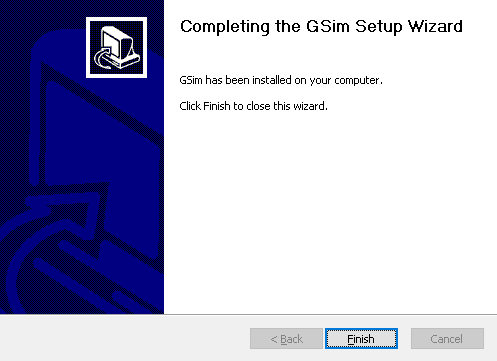 Completing the GSim Setup Wizard
GSim has been installed on your computer.
Click Finish to close this wizard.
< Back
Finish
Cancel